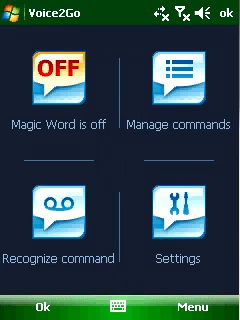 Voice2Go
ok
OFF
Magic Word is off
Manage commands
Recognize command
Settings
Ok
Menu